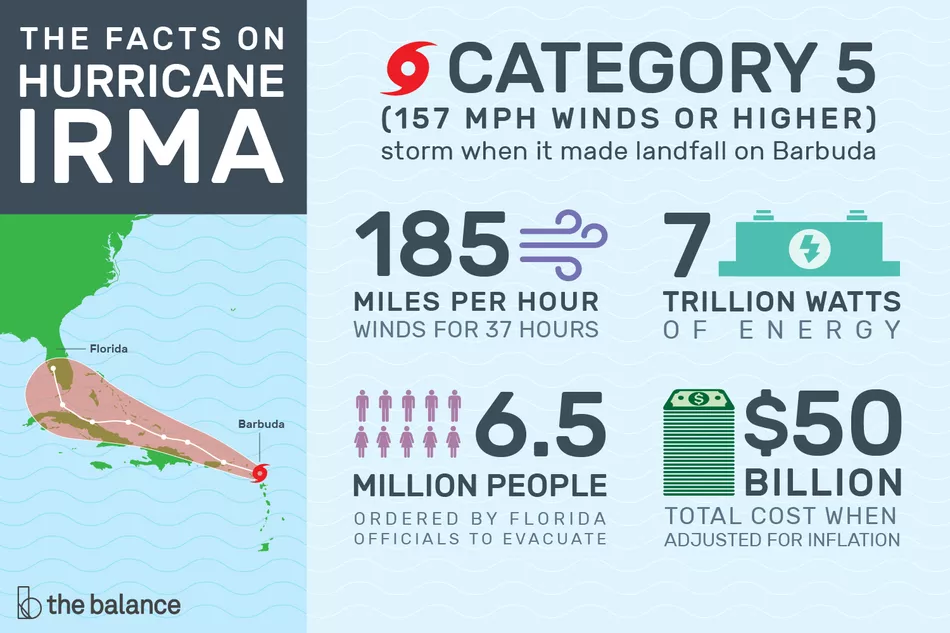 THE FACTS ON
HURRICANE
IRMA
Florida
Barbuda
the balance
CATEGORY 5
(157 MPH WINDS OR HIGHER)
storm when it made landfall on Barbuda
185
MILES PER HOUR
WINDS FOR 37 HOURS
7
TRILLION WATTS
OF ENERGY
6.5
MILLION PEOPLE
ORDERED BY FLORIDA
OFFICIALS TO EVACUATE
$
$50
BILLION
TOTAL COST WHEN
ADJUSTED FOR INFLATION